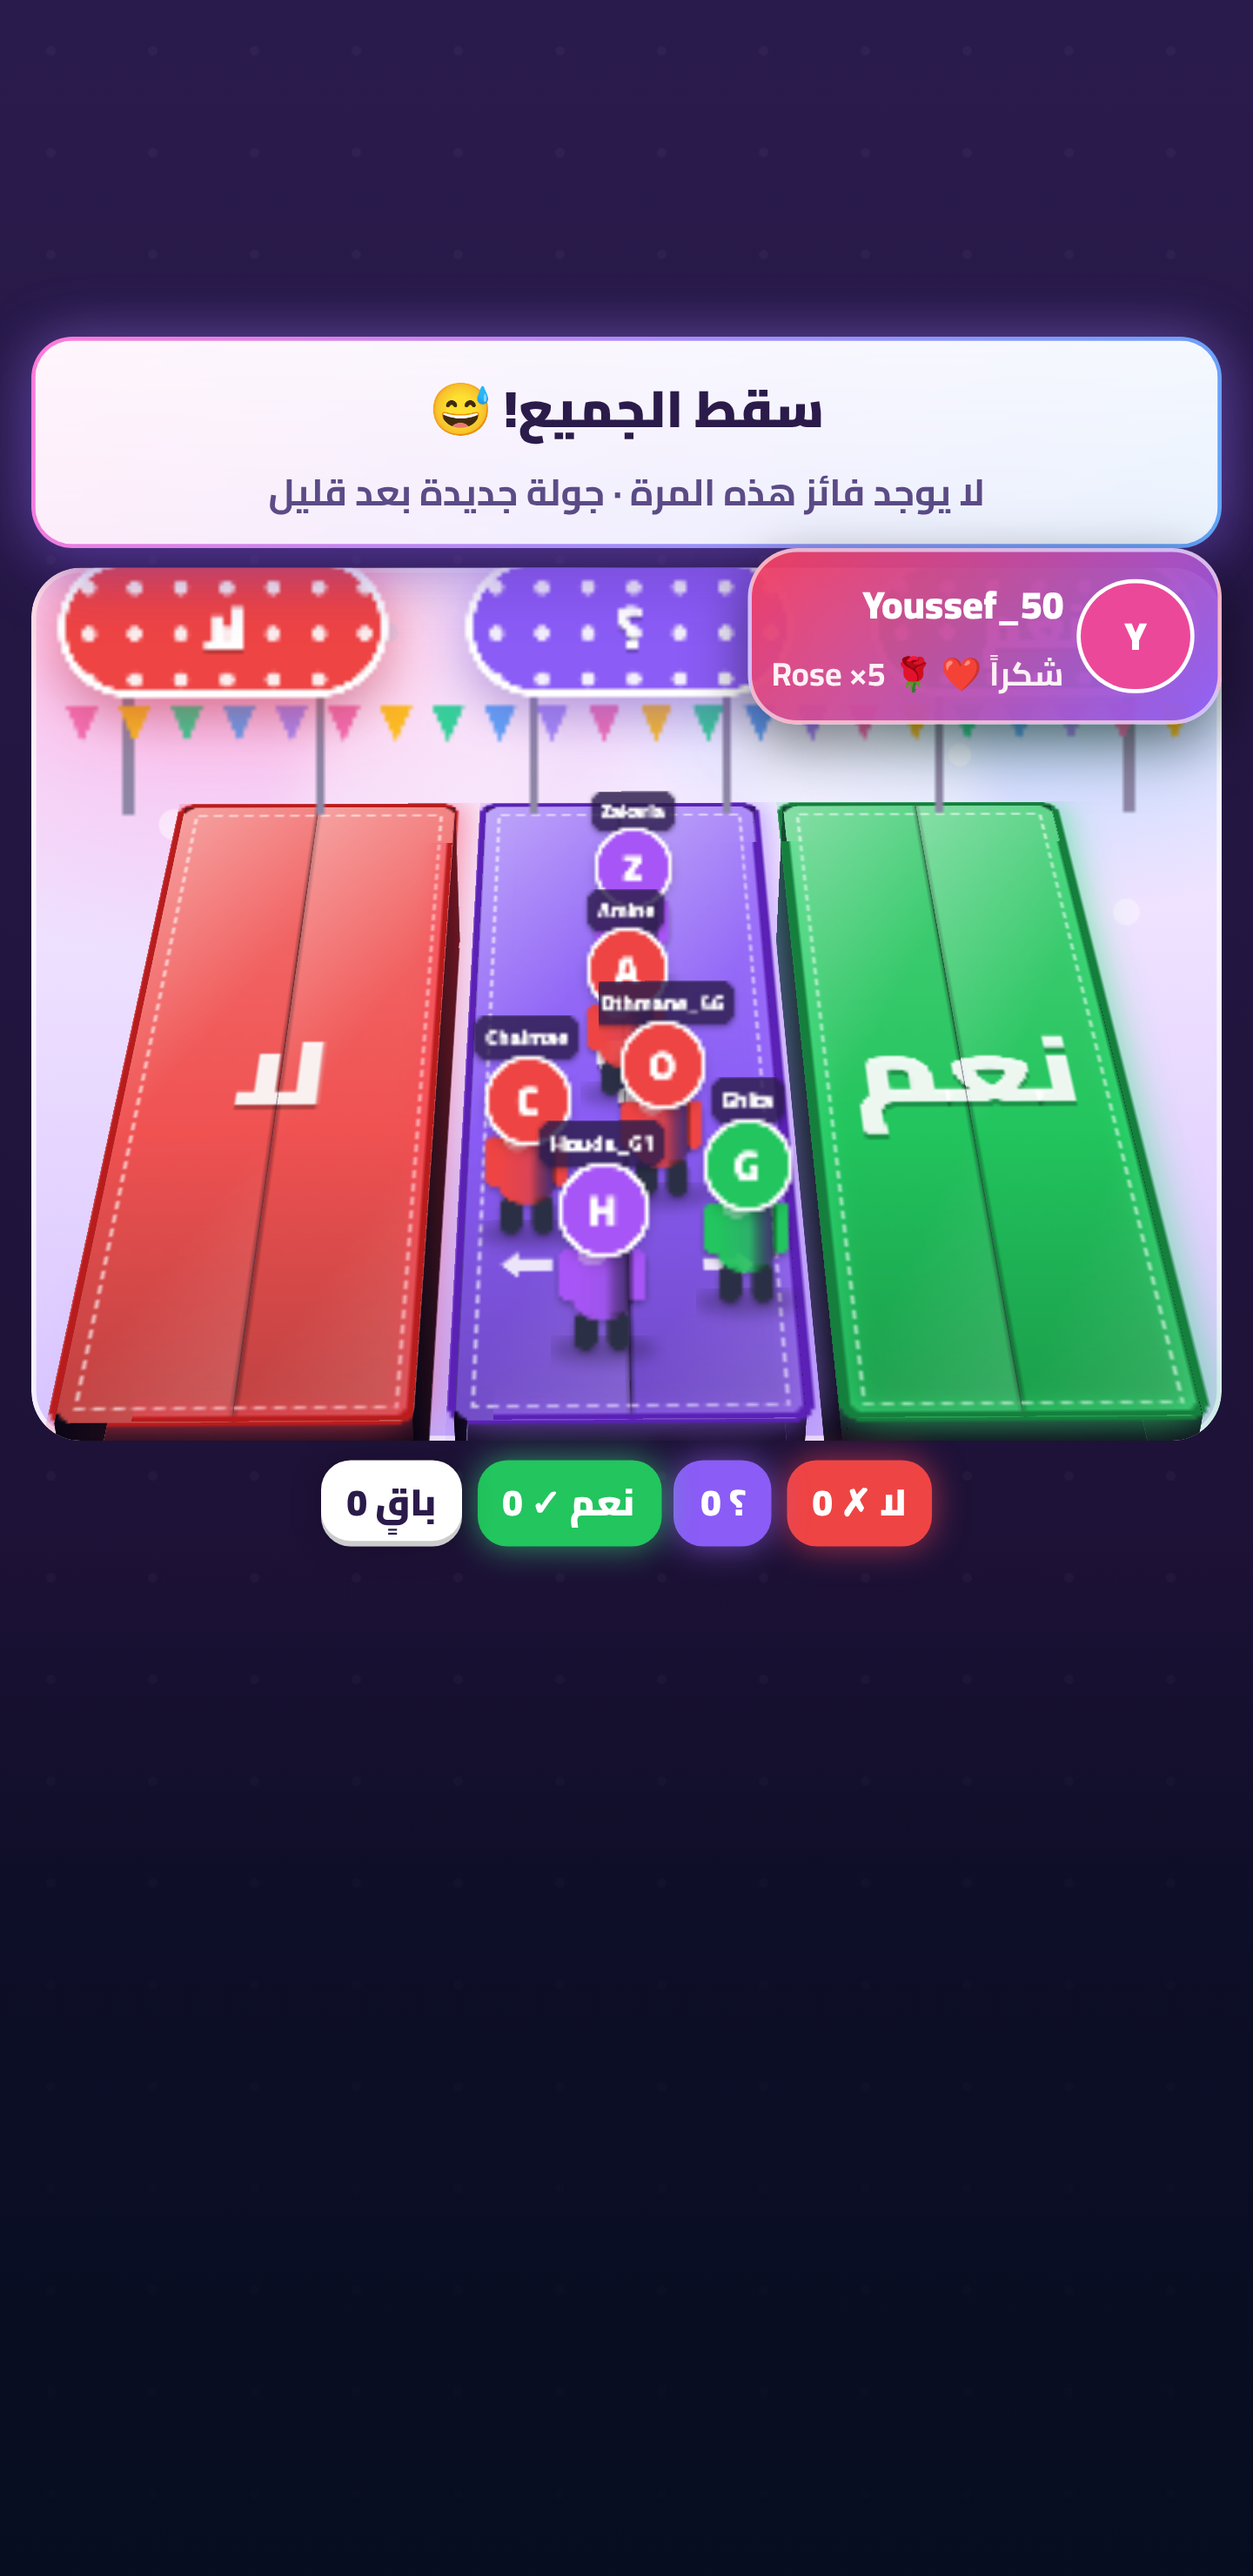 سقط الجميع! 😅
لا يوجد فائز هذه المرة · جولة جديدة بعد قليل
Youssef_50
شكراً ❤️ 🌹 Rose ×5
Y
؟
لا
Zakaria
Z
Amine
A
Othmane_GG
O
Chaimae
C
Ghita
G
Houda_G1
H
نعم
لا
لا ✗ 0
؟ 0
نعم ✓ 0
باقٍ 0